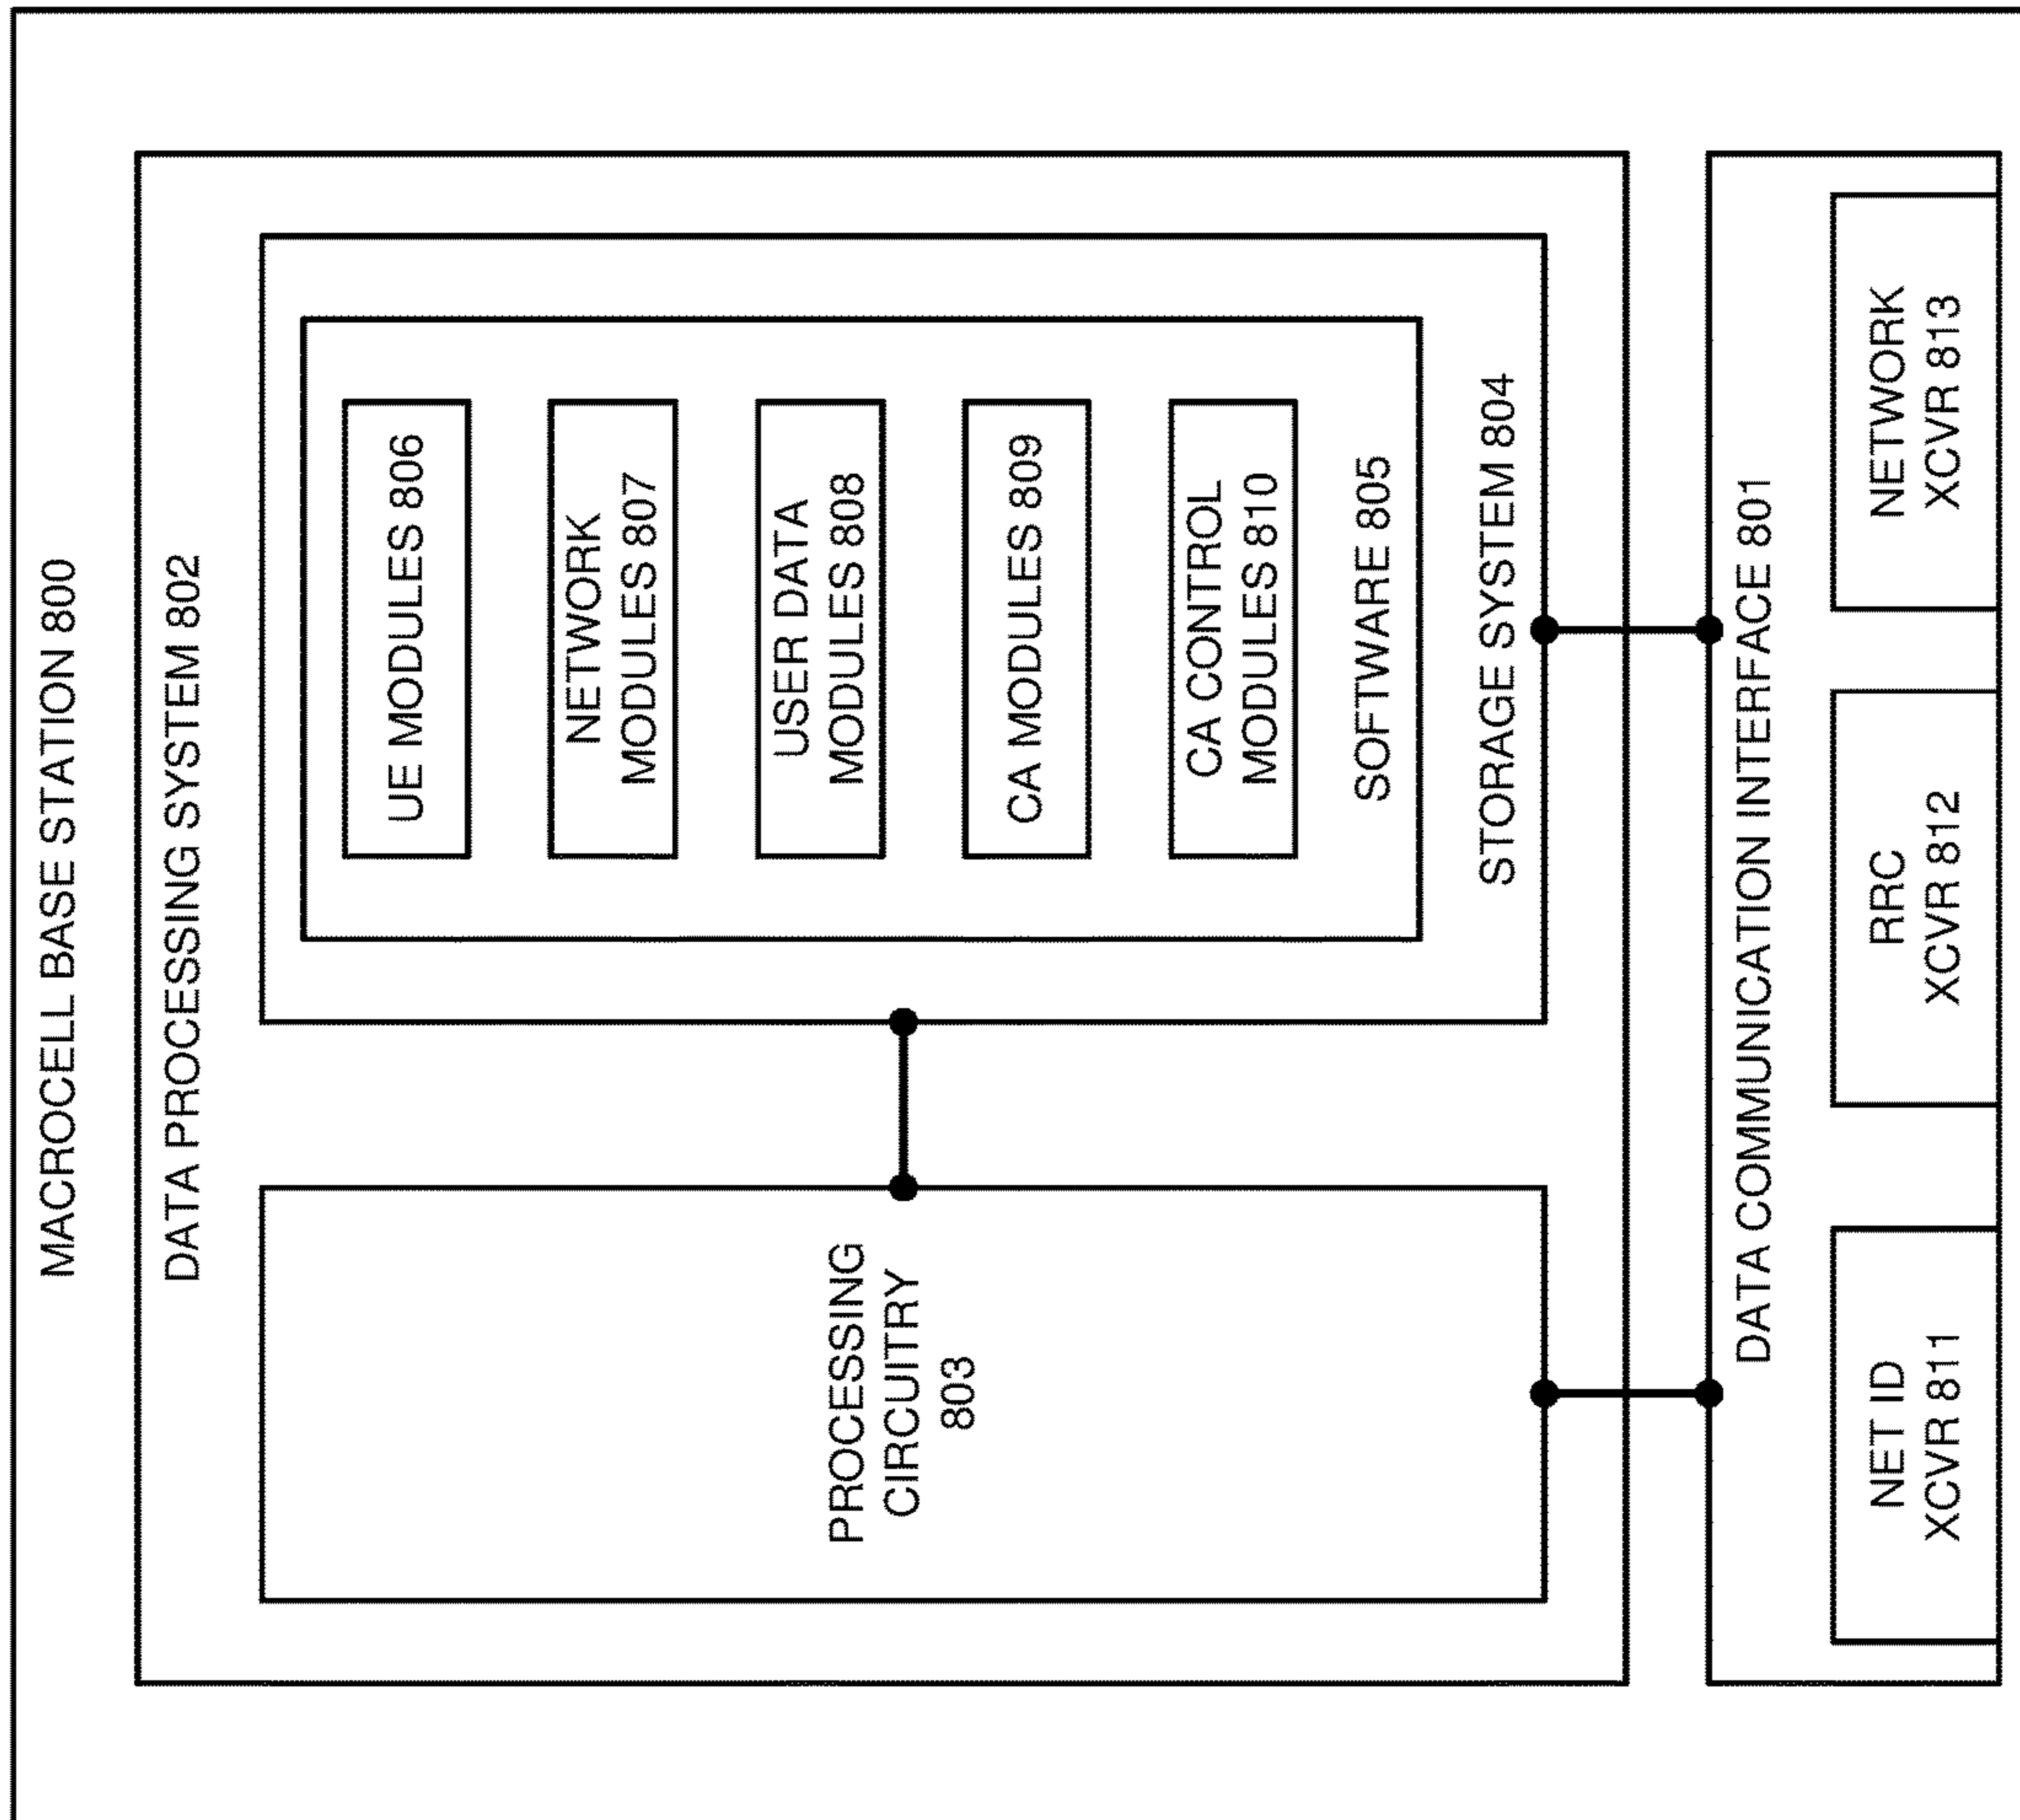 MACROCELL BASE STATION 800
DATA PROCESSING SYSTEM 802
PROCESSING
CIRCUITRY
803
UE MODULES 806
NETWORK
MODULES 807
USER DATA
MODULES 808
CA MODULES 809
CA CONTROL
MODULES 810
SOFTWARE 805
STORAGE SYSTEM 804
DATA COMMUNICATION INTERFACE 801
NET ID
XCVR 811
RRC
XCVR 812
NETWORK
XCVR 813